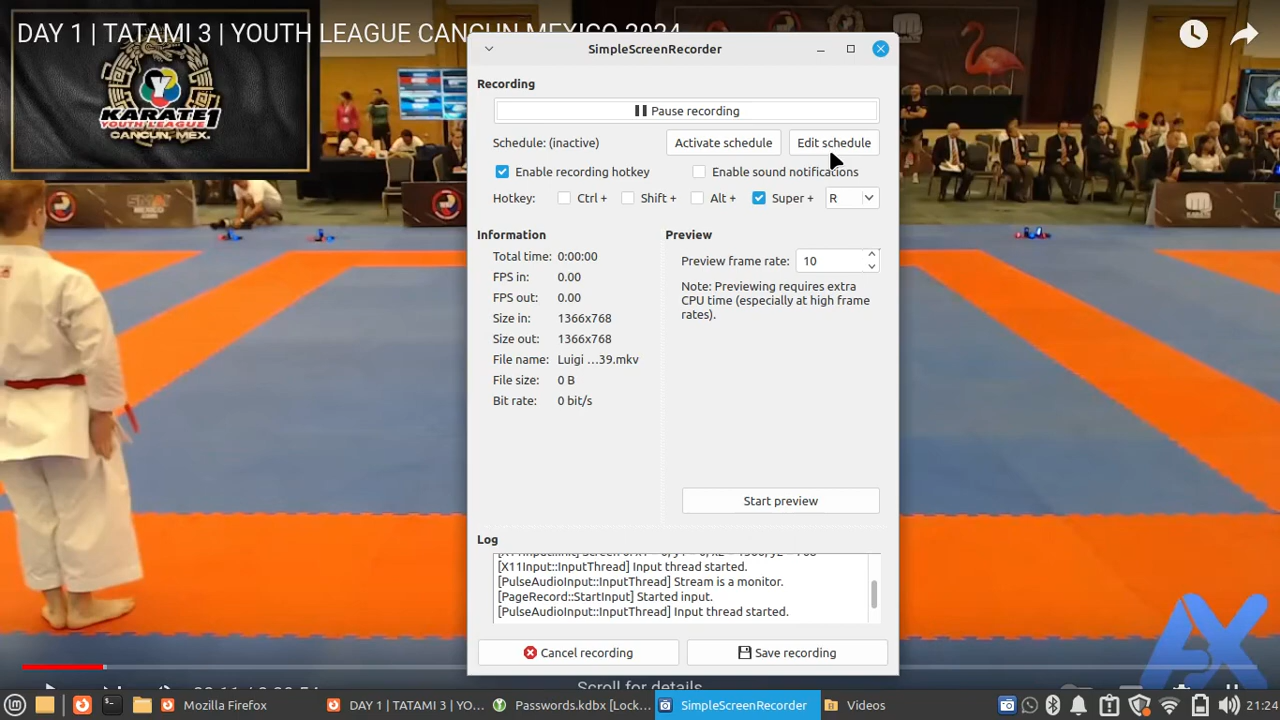 DAY 1 | TATAMI 3 | YOUTH LEAGUE CANCUN MEXICO 2024
KARATE1
YOUTH LEAGUE
CANCUN, MEX.
SimpleScreenRecorder
Recording
Pause recording
Schedule: (inactive)
Activate schedule
Edit schedule
Enable recording hotkey
Enable sound notifications
Hotkey:
Ctrl +
Shift +
Alt +
Super +
R
Information
Total time: 0:00:00
FPS in: 0.00
FPS out: 0.00
Size in: 1366x768
Size out: 1366x768
File name: Luigi ...39.mkv
File size: 0 B
Bit rate: 0 bit/s
Preview
Preview frame rate: 10
Note: Previewing requires extra
CPU time (especially at high frame
rates).
Start preview
Log
[X11Input::InputThread] Input thread started.
[PulseAudioInput::InputThread] Stream is a monitor.
[PageRecord::StartInput] Started input.
[PulseAudioInput::InputThread] Input thread started.
Cancel recording
Save recording
Scroll for details
AX
Mozilla Firefox
DAY 1 | TATAMI 3 | YO...
Passwords.kdbx [Lock...
SimpleScreenRecorder
Videos
21:24